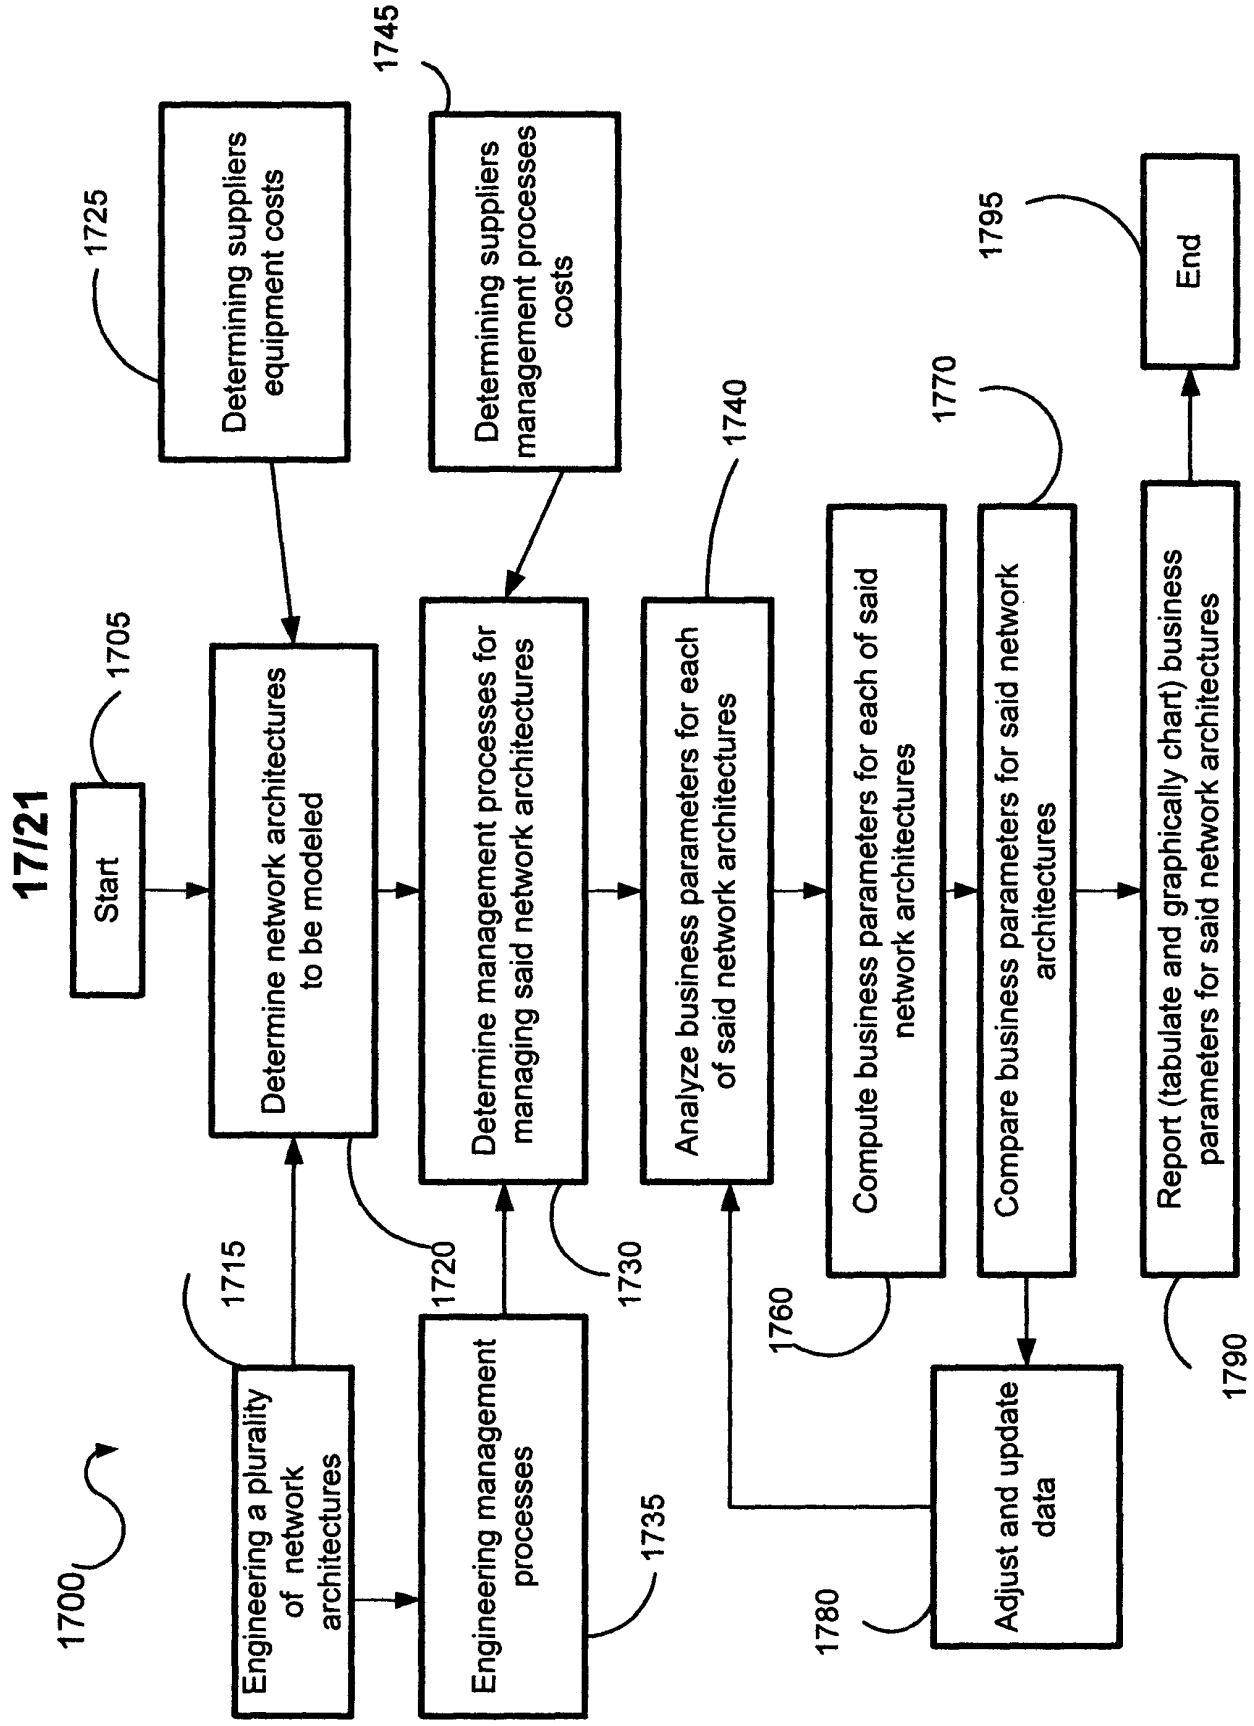 17/21
1700
Start
1705
Engineering a plurality
of network
architectures
1715
Determine network architectures
to be modeled
1720
Determining suppliers
equipment costs
1725
Engineering management
processes
1735
Determine management processes for
managing said network architectures
1730
Determining suppliers
management processes
costs
1745
Analyze business parameters for each
of said network architectures
1740
Compute business parameters for each of said
network architectures
1760
Adjust and update
data
1780
Compare business parameters for said network
architectures
1770
Report (tabulate and graphically chart) business
parameters for said network architectures
1790
End
1795